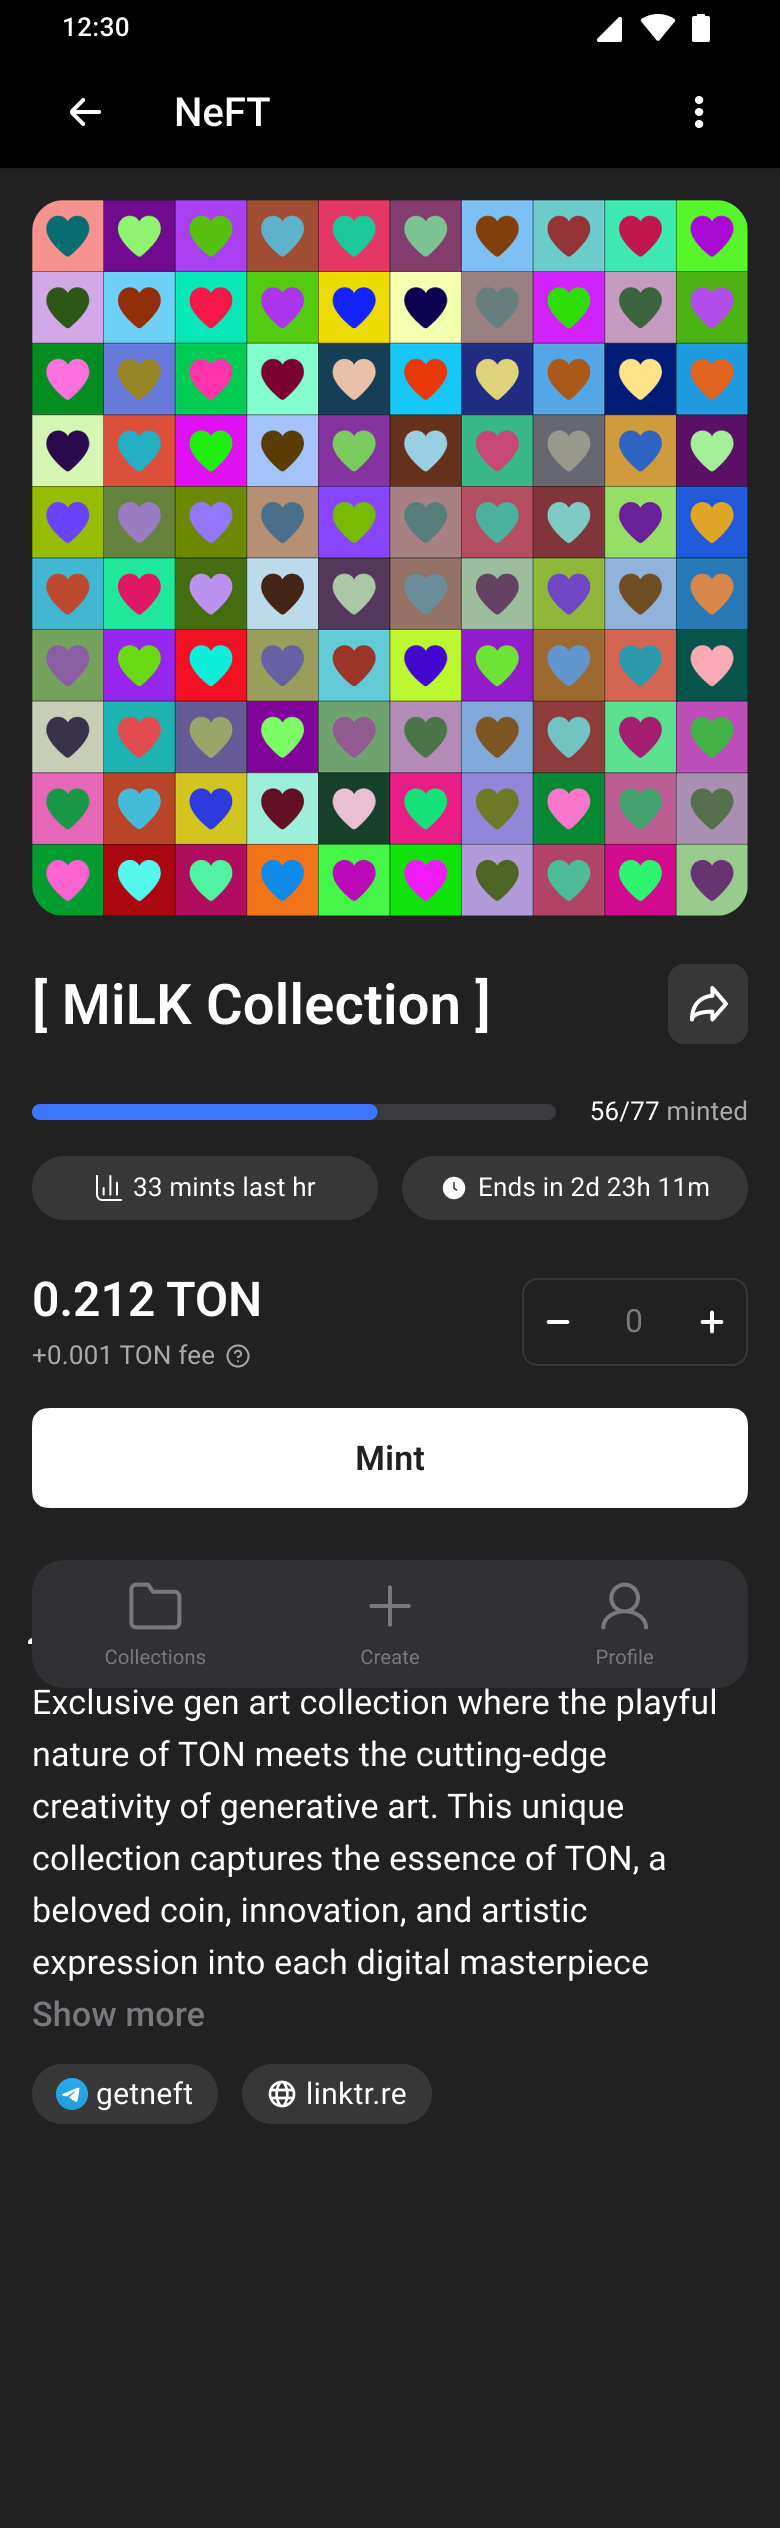 12:30
NeFT
[ MiLK Collection ]
56/77 minted
33 mints last hr
Ends in 2d 23h 11m
0.212 TON
+0.001 TON fee
0
Mint
Collections
Create
Profile
Exclusive gen art collection where the playful
nature of TON meets the cutting-edge
creativity of generative art. This unique
collection captures the essence of TON, a
beloved coin, innovation, and artistic
expression into each digital masterpiece
Show more
getneft
linktr.re